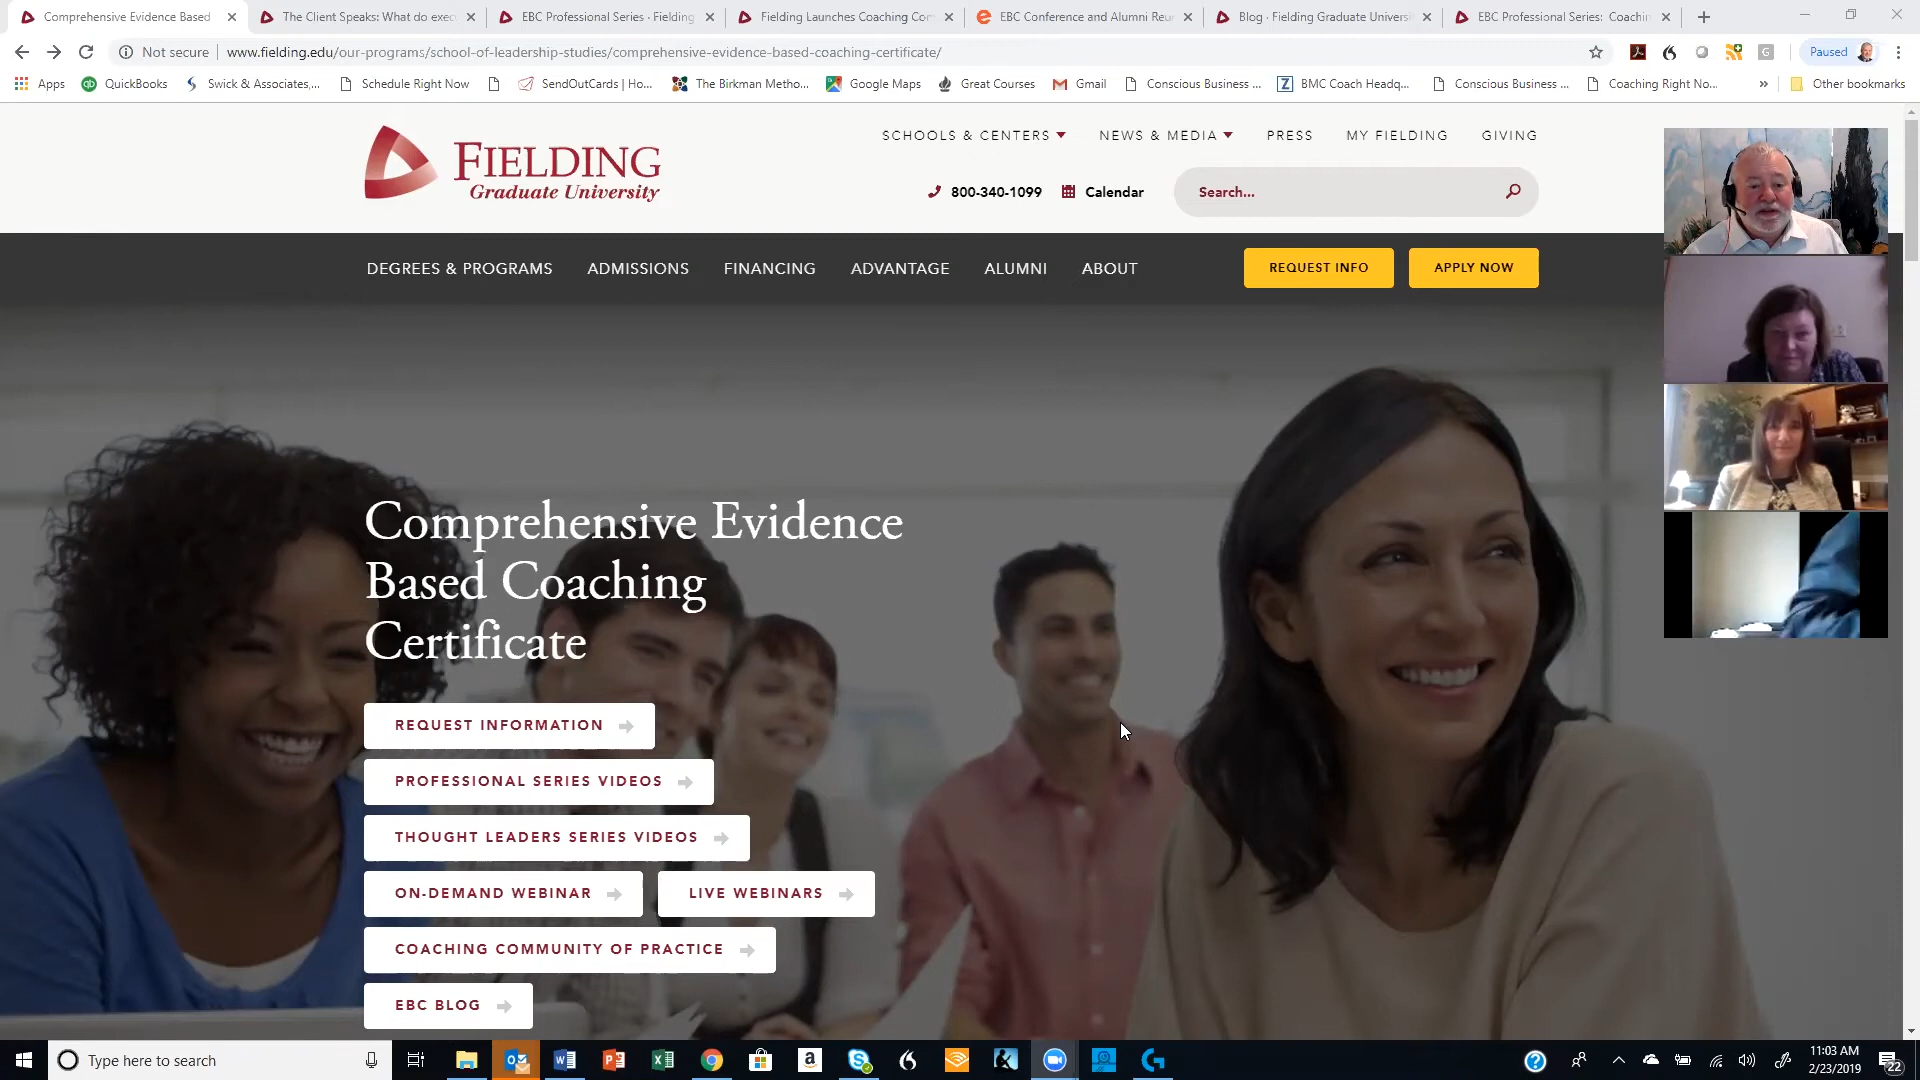 Comprehensive Evidence Based
The Client Speaks: What do exec
EBC Professional Series - Fielding
Fielding Launches Coaching Com
EBC Conference and Alumni Reu
Blog · Fielding Graduate Universi
EBC Professional Series: Coachin
Not secure
www.fielding.edu/our-programs/school-of-leadership-studies/comprehensive-evidence-based-coaching-certificate/
Paused
Apps
QuickBooks
Swick & Associates,...
Schedule Right Now
SendOutCards | Ho...
The Birkman Metho...
Google Maps
Great Courses
Gmail
Conscious Business ...
BMC Coach Headq...
Conscious Business ...
Coaching Right No...
»
Other bookmarks
FIELDING
Graduate University
SCHOOLS & CENTERS
NEWS & MEDIA
PRESS
MY FIELDING
GIVING
800-340-1099
Calendar
Search...
DEGREES & PROGRAMS
ADMISSIONS
FINANCING
ADVANTAGE
ALUMNI
ABOUT
REQUEST INFO
APPLY NOW
Comprehensive Evidence
Based Coaching
Certificate
REQUEST INFORMATION
PROFESSIONAL SERIES VIDEOS
THOUGHT LEADERS SERIES VIDEOS
ON-DEMAND WEBINAR
LIVE WEBINARS
COACHING COMMUNITY OF PRACTICE
EBC BLOG
Type here to search
11:03 AM
2/23/2019
22